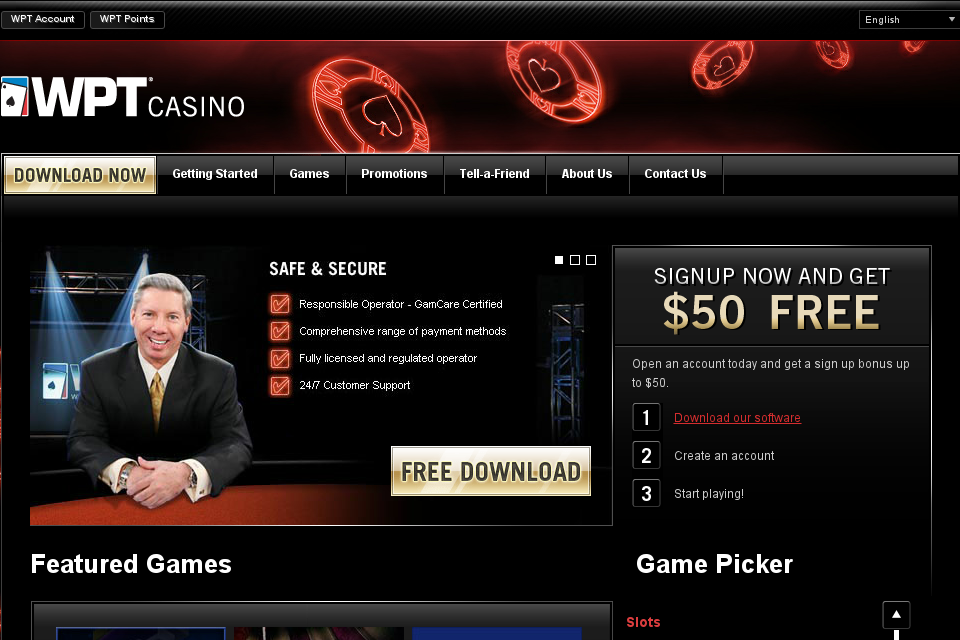 WPT Account
WPT Points
English
WPT® CASINO
DOWNLOAD NOW
Getting Started
Games
Promotions
Tell-a-Friend
About Us
Contact Us
SAFE & SECURE
Responsible Operator - GamCare Certified
Comprehensive range of payment methods
Fully licensed and regulated operator
24/7 Customer Support
FREE DOWNLOAD
SIGNUP NOW AND GET
$50 FREE
Open an account today and get a sign up bonus up
to $50.
1 Download our software
2 Create an account
3 Start playing!
Featured Games
Game Picker
Slots